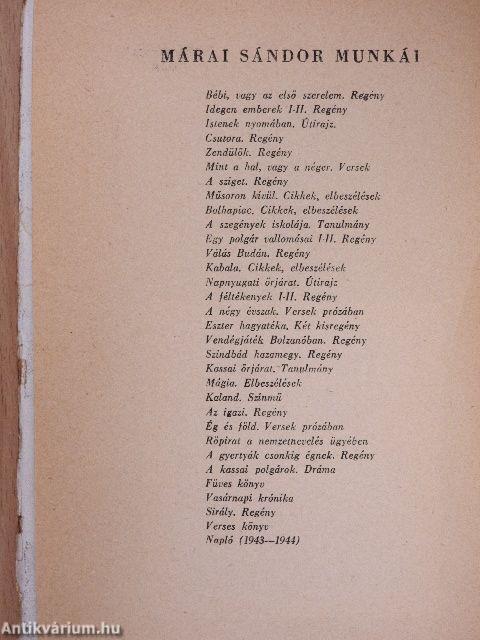 MÁRAI SÁNDOR MUNKÁI
Bébi, vagy az első szerelem. Regény
Idegen emberek I-II. Regény
Istenek nyomában. Útirajz.
Csutora. Regény
Zendülők. Regény
Mint a hal, vagy a néger. Versek
A sziget. Regény
Műsoron kívül. Cikkek, elbeszélések
Bolhapiac. Cikkek, elbeszélések
A szegények iskolája. Tanulmány
Egy polgár vallomásai I-II. Regény
Válás Budán. Regény
Kabala. Cikkek, elbeszélések
Napnyugati őrjárat. Útirajz
A féltékenyek I-II. Regény
A négy évszak. Versek prózában
Eszter hagyatéka. Két kisregény
Vendégjáték Bolzanóban. Regény
Szindbád hazamegy. Regény
Kassai őrjárat. Tanulmány
Mágia. Elbeszélések
Kaland. Színmű
Az igazi. Regény
Ég és föld. Versek prózában
Röpirat a nemzetnevelés ügyében
A gyertyák csonkig égnek. Regény
A kassai polgárok. Dráma
Füves könyv
Vasárnapi krónika
Sirály. Regény
Verses könyv
Napló (1943—1944)
Antikvárium.hu